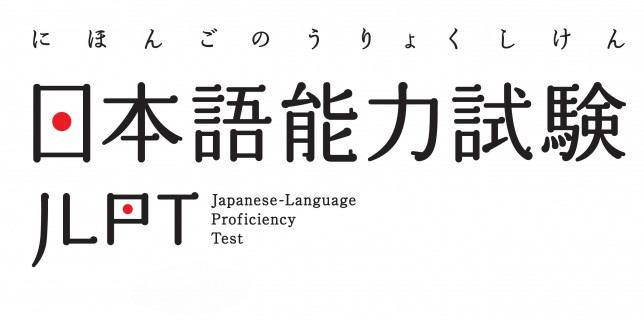 にほんごのうりょくしけん
日本語能力試験
JLPT
Japanese-Language
Proficiency
Test